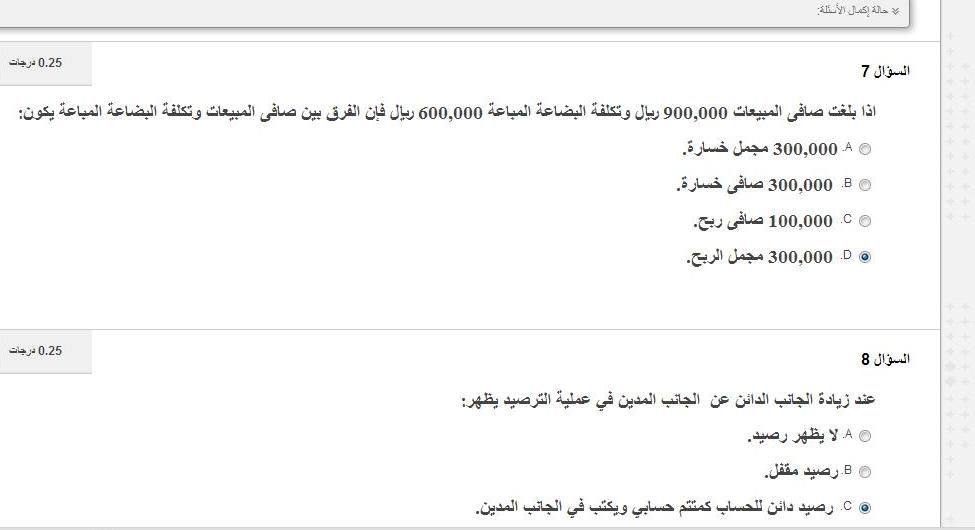 حالة إكمال الأسئلة:
السؤال 7
0.25 درجات
اذا بلغت صافى المبيعات 900,000 ريال وتكلفة البضاعة المباعة 600,000 ريال فإن الفرق بين صافى المبيعات وتكلفة البضاعة المباعة يكون:
A. 300,000 مجمل خسارة.
B. 300,000 صافى خسارة.
C. 100,000 صافى ربح.
D. 300,000 مجمل الربح.
السؤال 8
0.25 درجات
عند زيادة الجانب الدائن عن الجانب المدين في عملية الترصيد يظهر:
A. لا يظهر رصيد.
B. رصيد مقفل.
C. رصيد دائن للحساب كمتتم حسابي ويكتب في الجانب المدين.